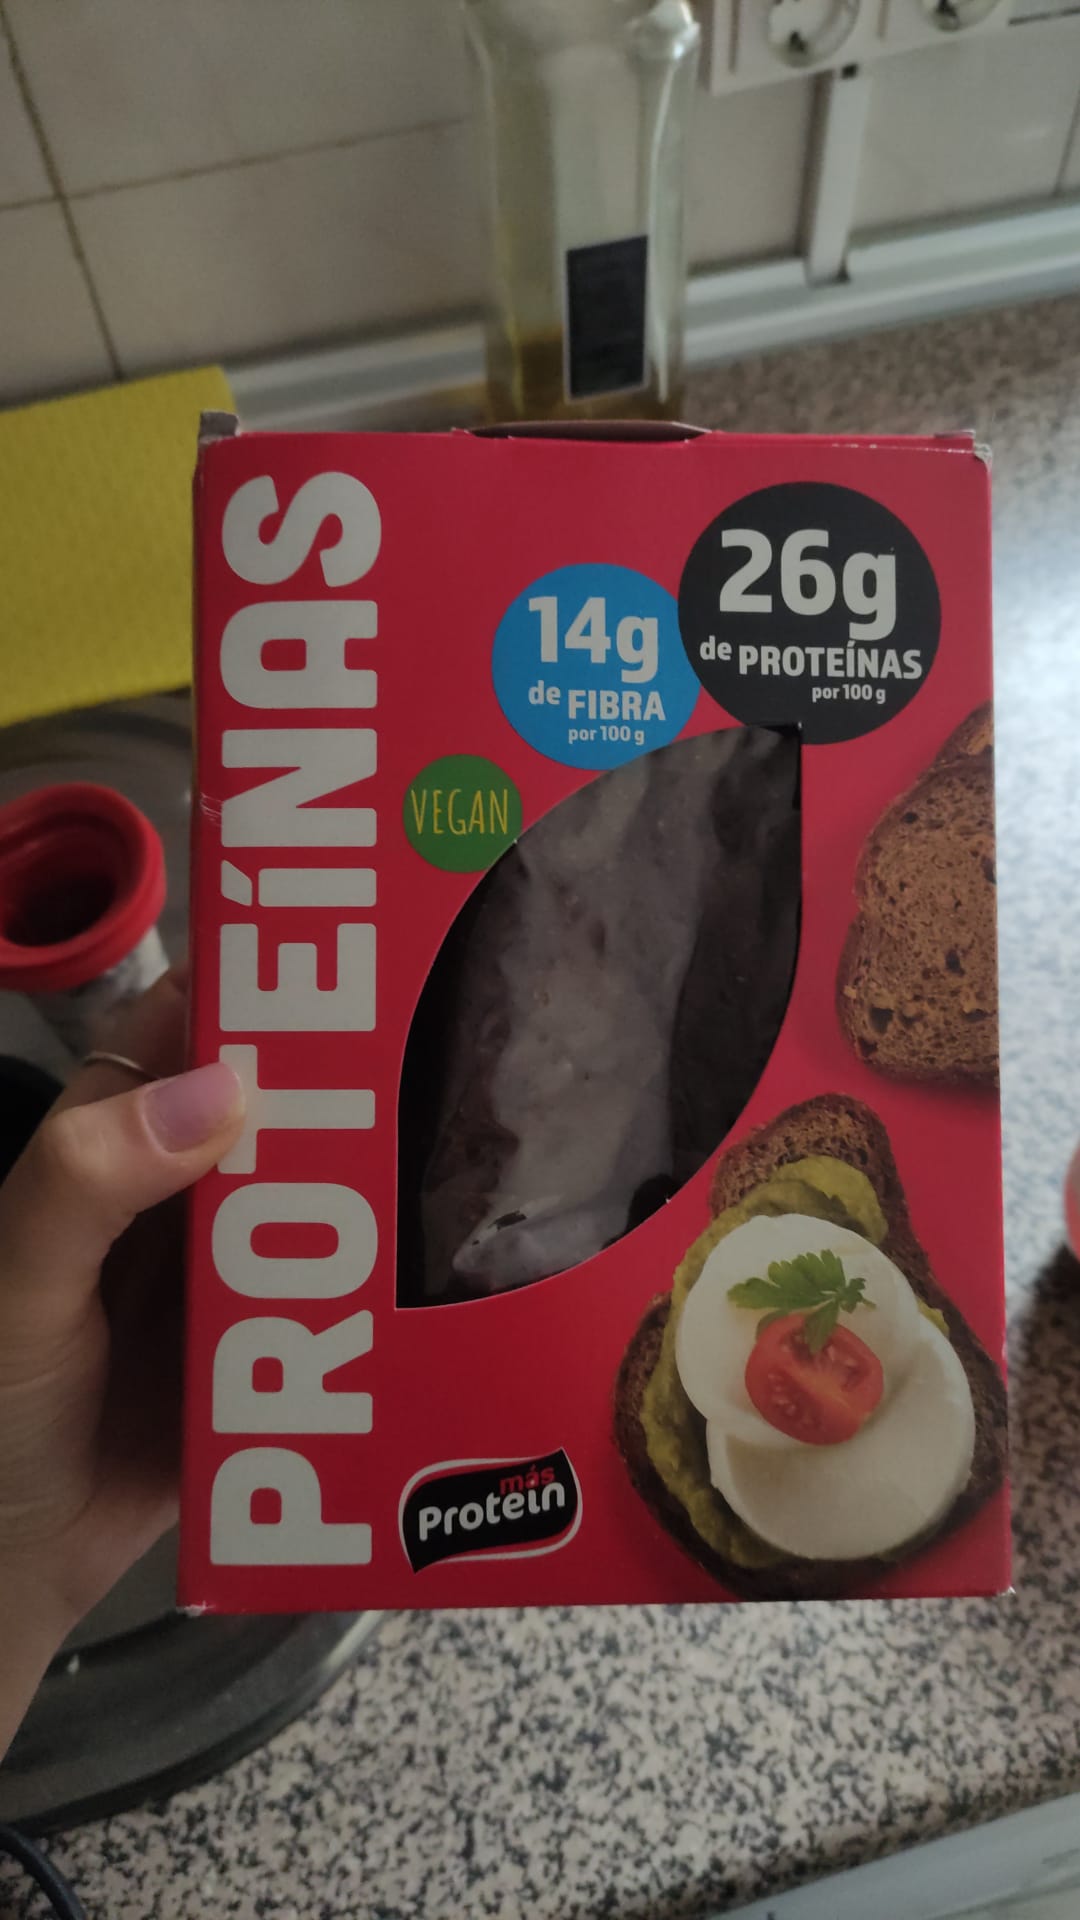 PROTEÍNAS
26g
de PROTEÍNAS
por 100 g
14g
de FIBRA
por 100 g
VEGAN
más
Protein